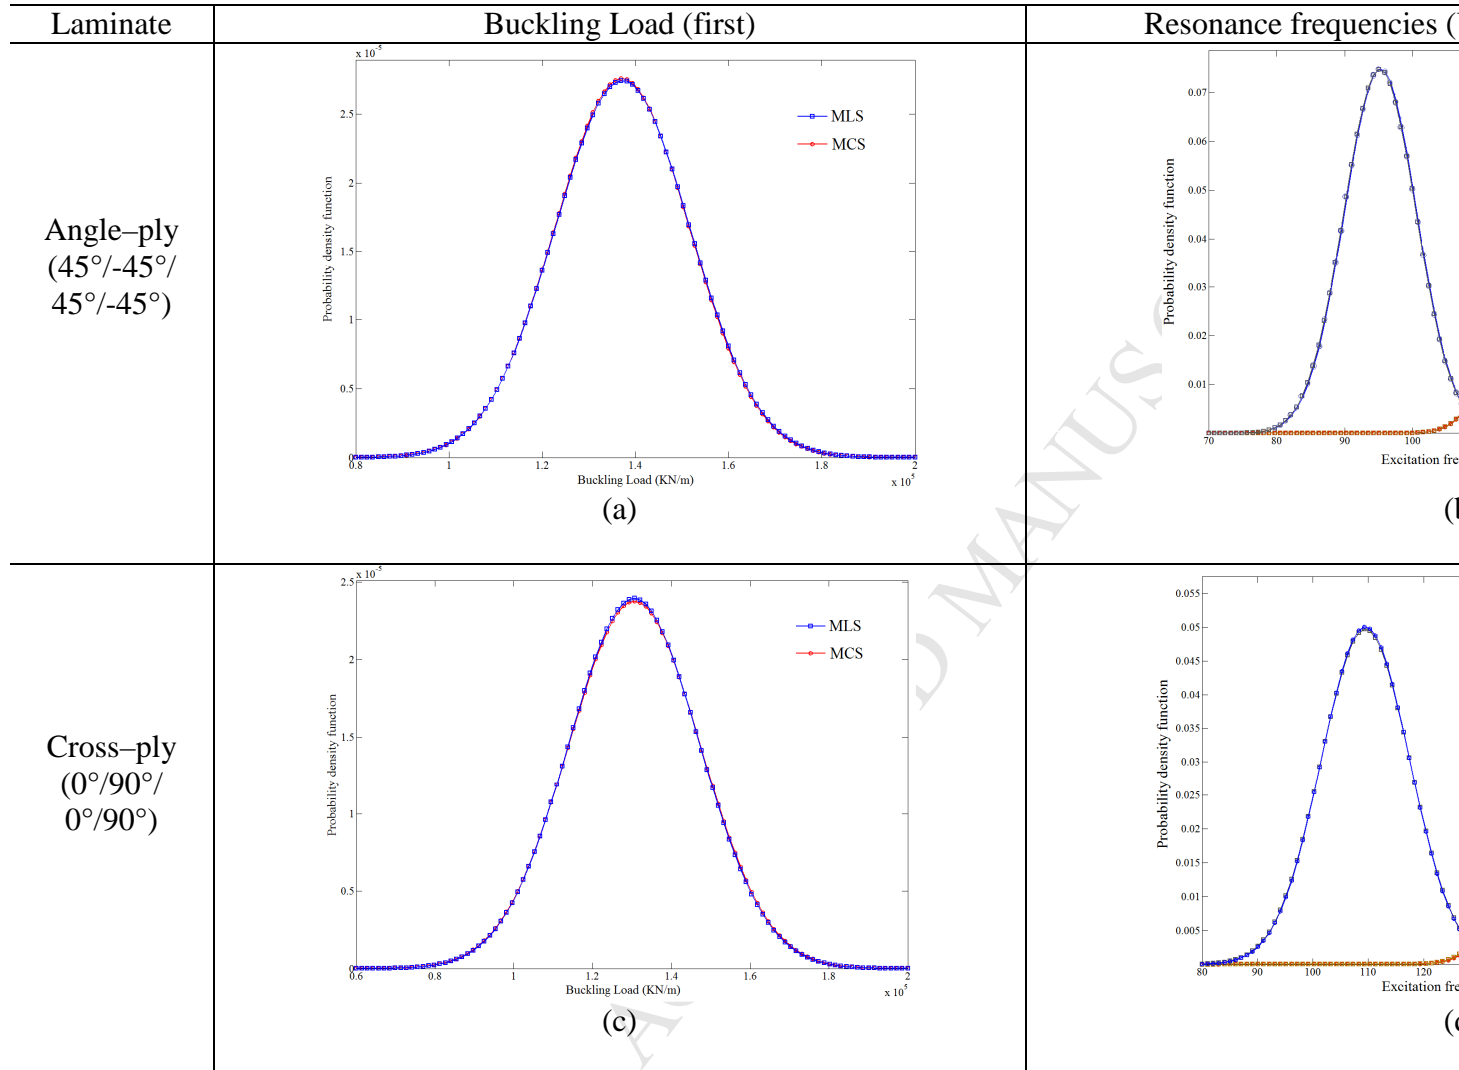 Laminate
Buckling Load (first)
Resonance frequencies (
Angle–ply
(45°/-45°/
45°/-45°)
x 10⁻⁵
2.5
2
1.5
1
0.5
0
0.8
1
1.2
1.4
1.6
1.8
2
x 10⁵
Probability density function
Buckling Load (KN/m)
MLS
MCS
(a)
0.07
0.06
0.05
0.04
0.03
0.02
0.01
70
80
90
100
Probability density function
Excitation fre
(b
Cross–ply
(0°/90°/
0°/90°)
x 10⁻⁵
2.5
2
1.5
1
0.5
0
0.6
0.8
1
1.2
1.4
1.6
1.8
2
x 10⁵
Probability density function
Buckling Load (KN/m)
MLS
MCS
(c)
0.055
0.05
0.045
0.04
0.035
0.03
0.025
0.02
0.015
0.01
0.005
80
90
100
110
120
Probability density function
Excitation fre
(d
D MANUS